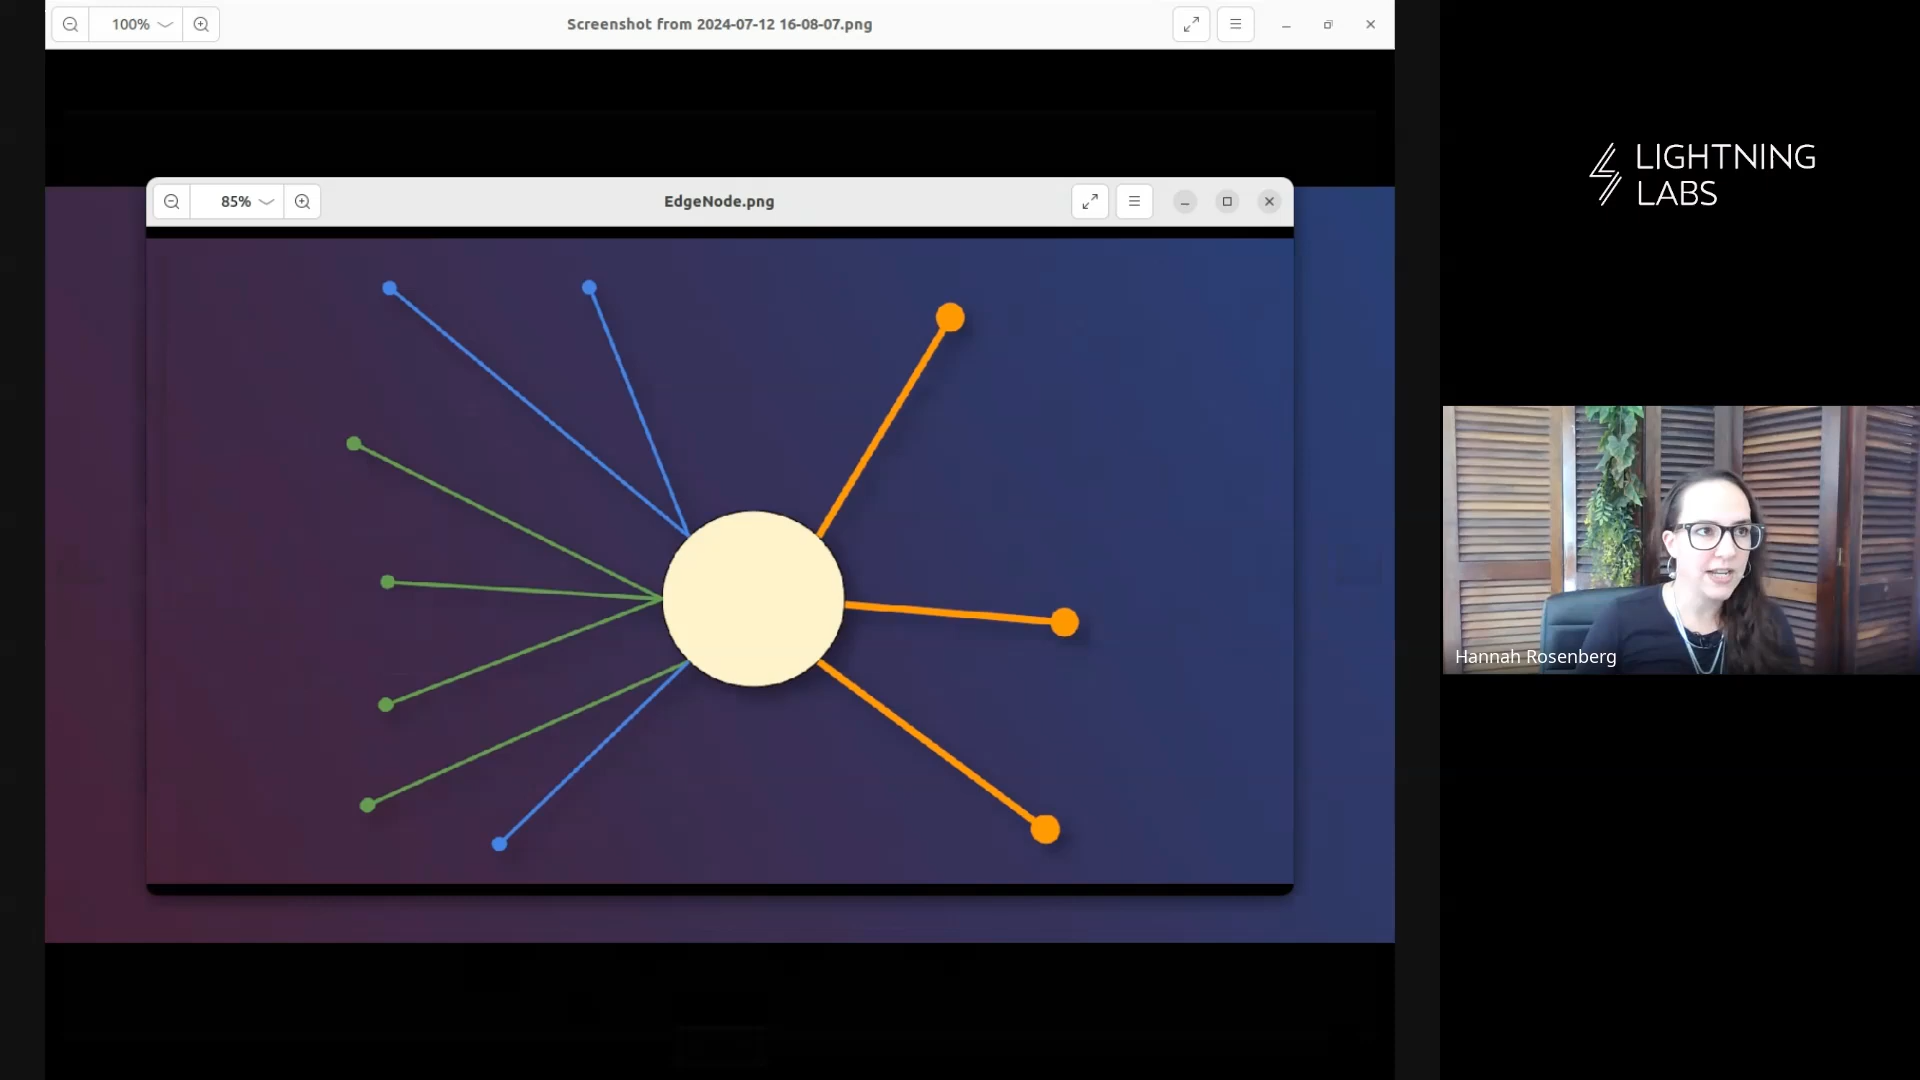 100%
Screenshot from 2024-07-12 16-08-07.png
85%
EdgeNode.png
LIGHTNING
LABS
Hannah Rosenberg